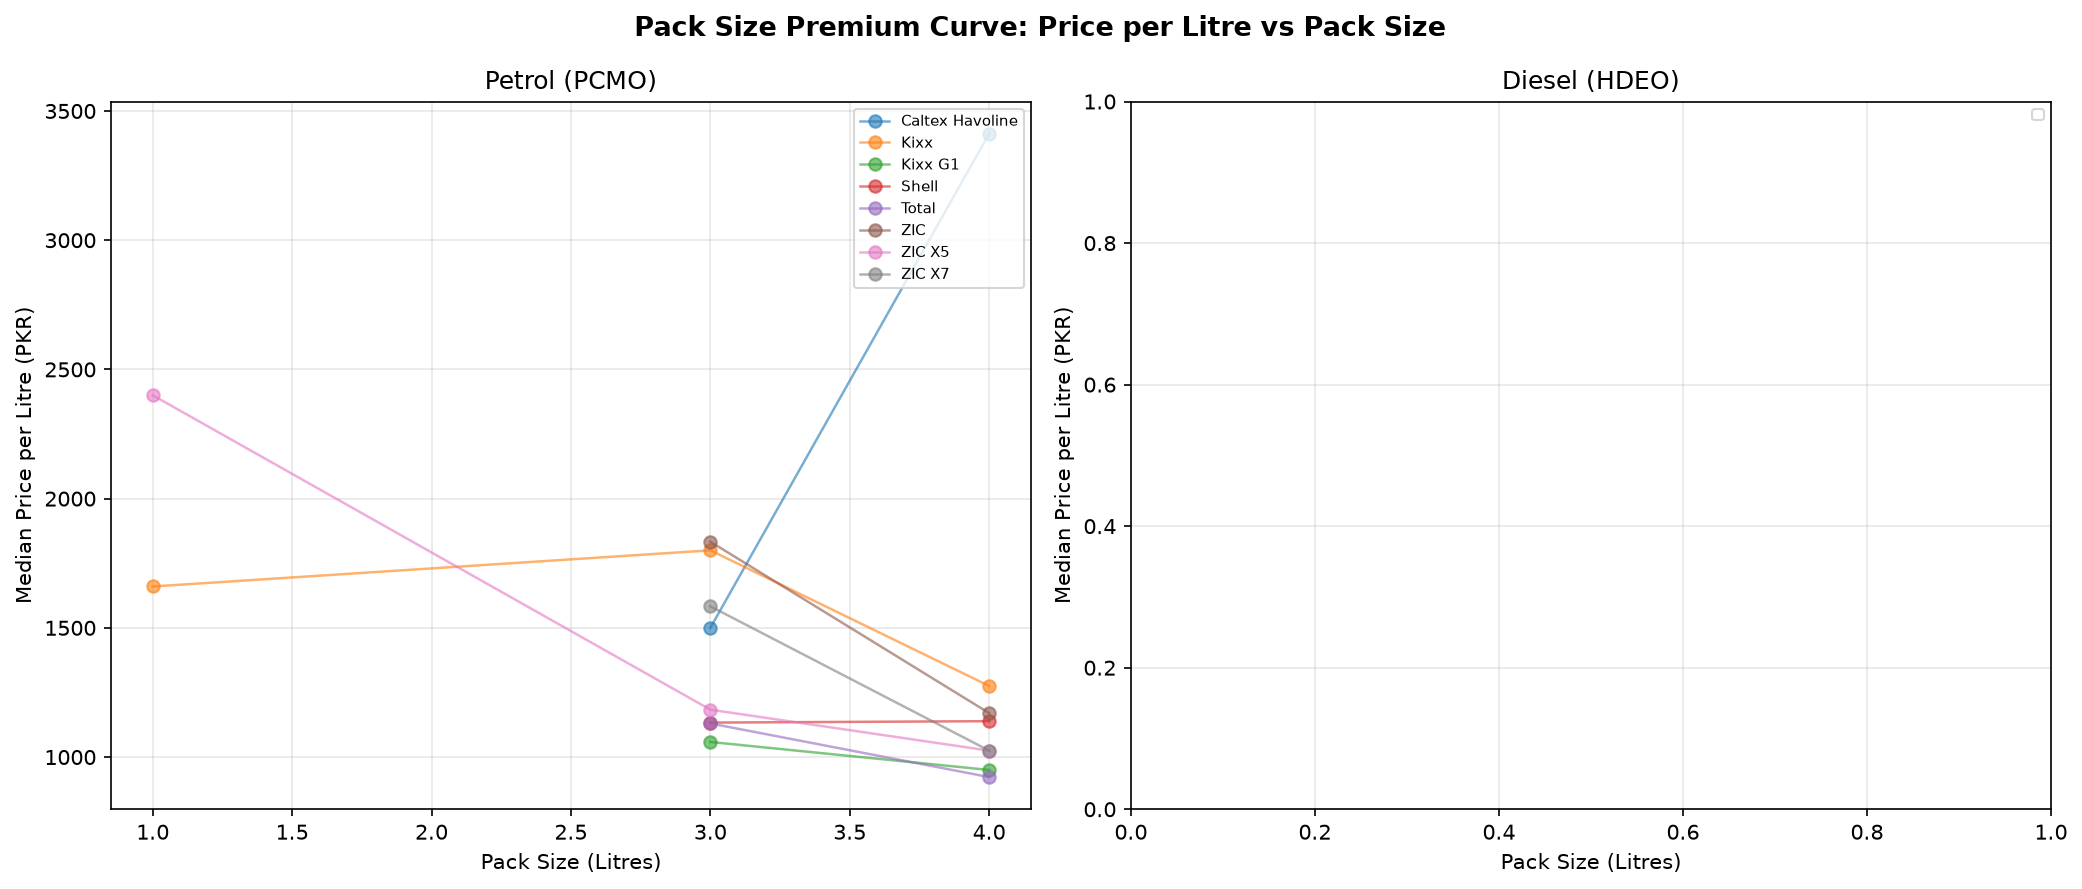 Pack Size Premium Curve: Price per Litre vs Pack Size
Petrol (PCMO)
Median Price per Litre (PKR)
3500
3000
2500
2000
1500
1000
1.0
1.5
2.0
2.5
3.0
3.5
4.0
Pack Size (Litres)
Caltex Havoline
Kixx
Kixx G1
Shell
Total
ZIC
ZIC X5
ZIC X7
Diesel (HDEO)
Median Price per Litre (PKR)
1.0
0.8
0.6
0.4
0.2
0.0
0.0
0.2
0.4
0.6
0.8
1.0
Pack Size (Litres)